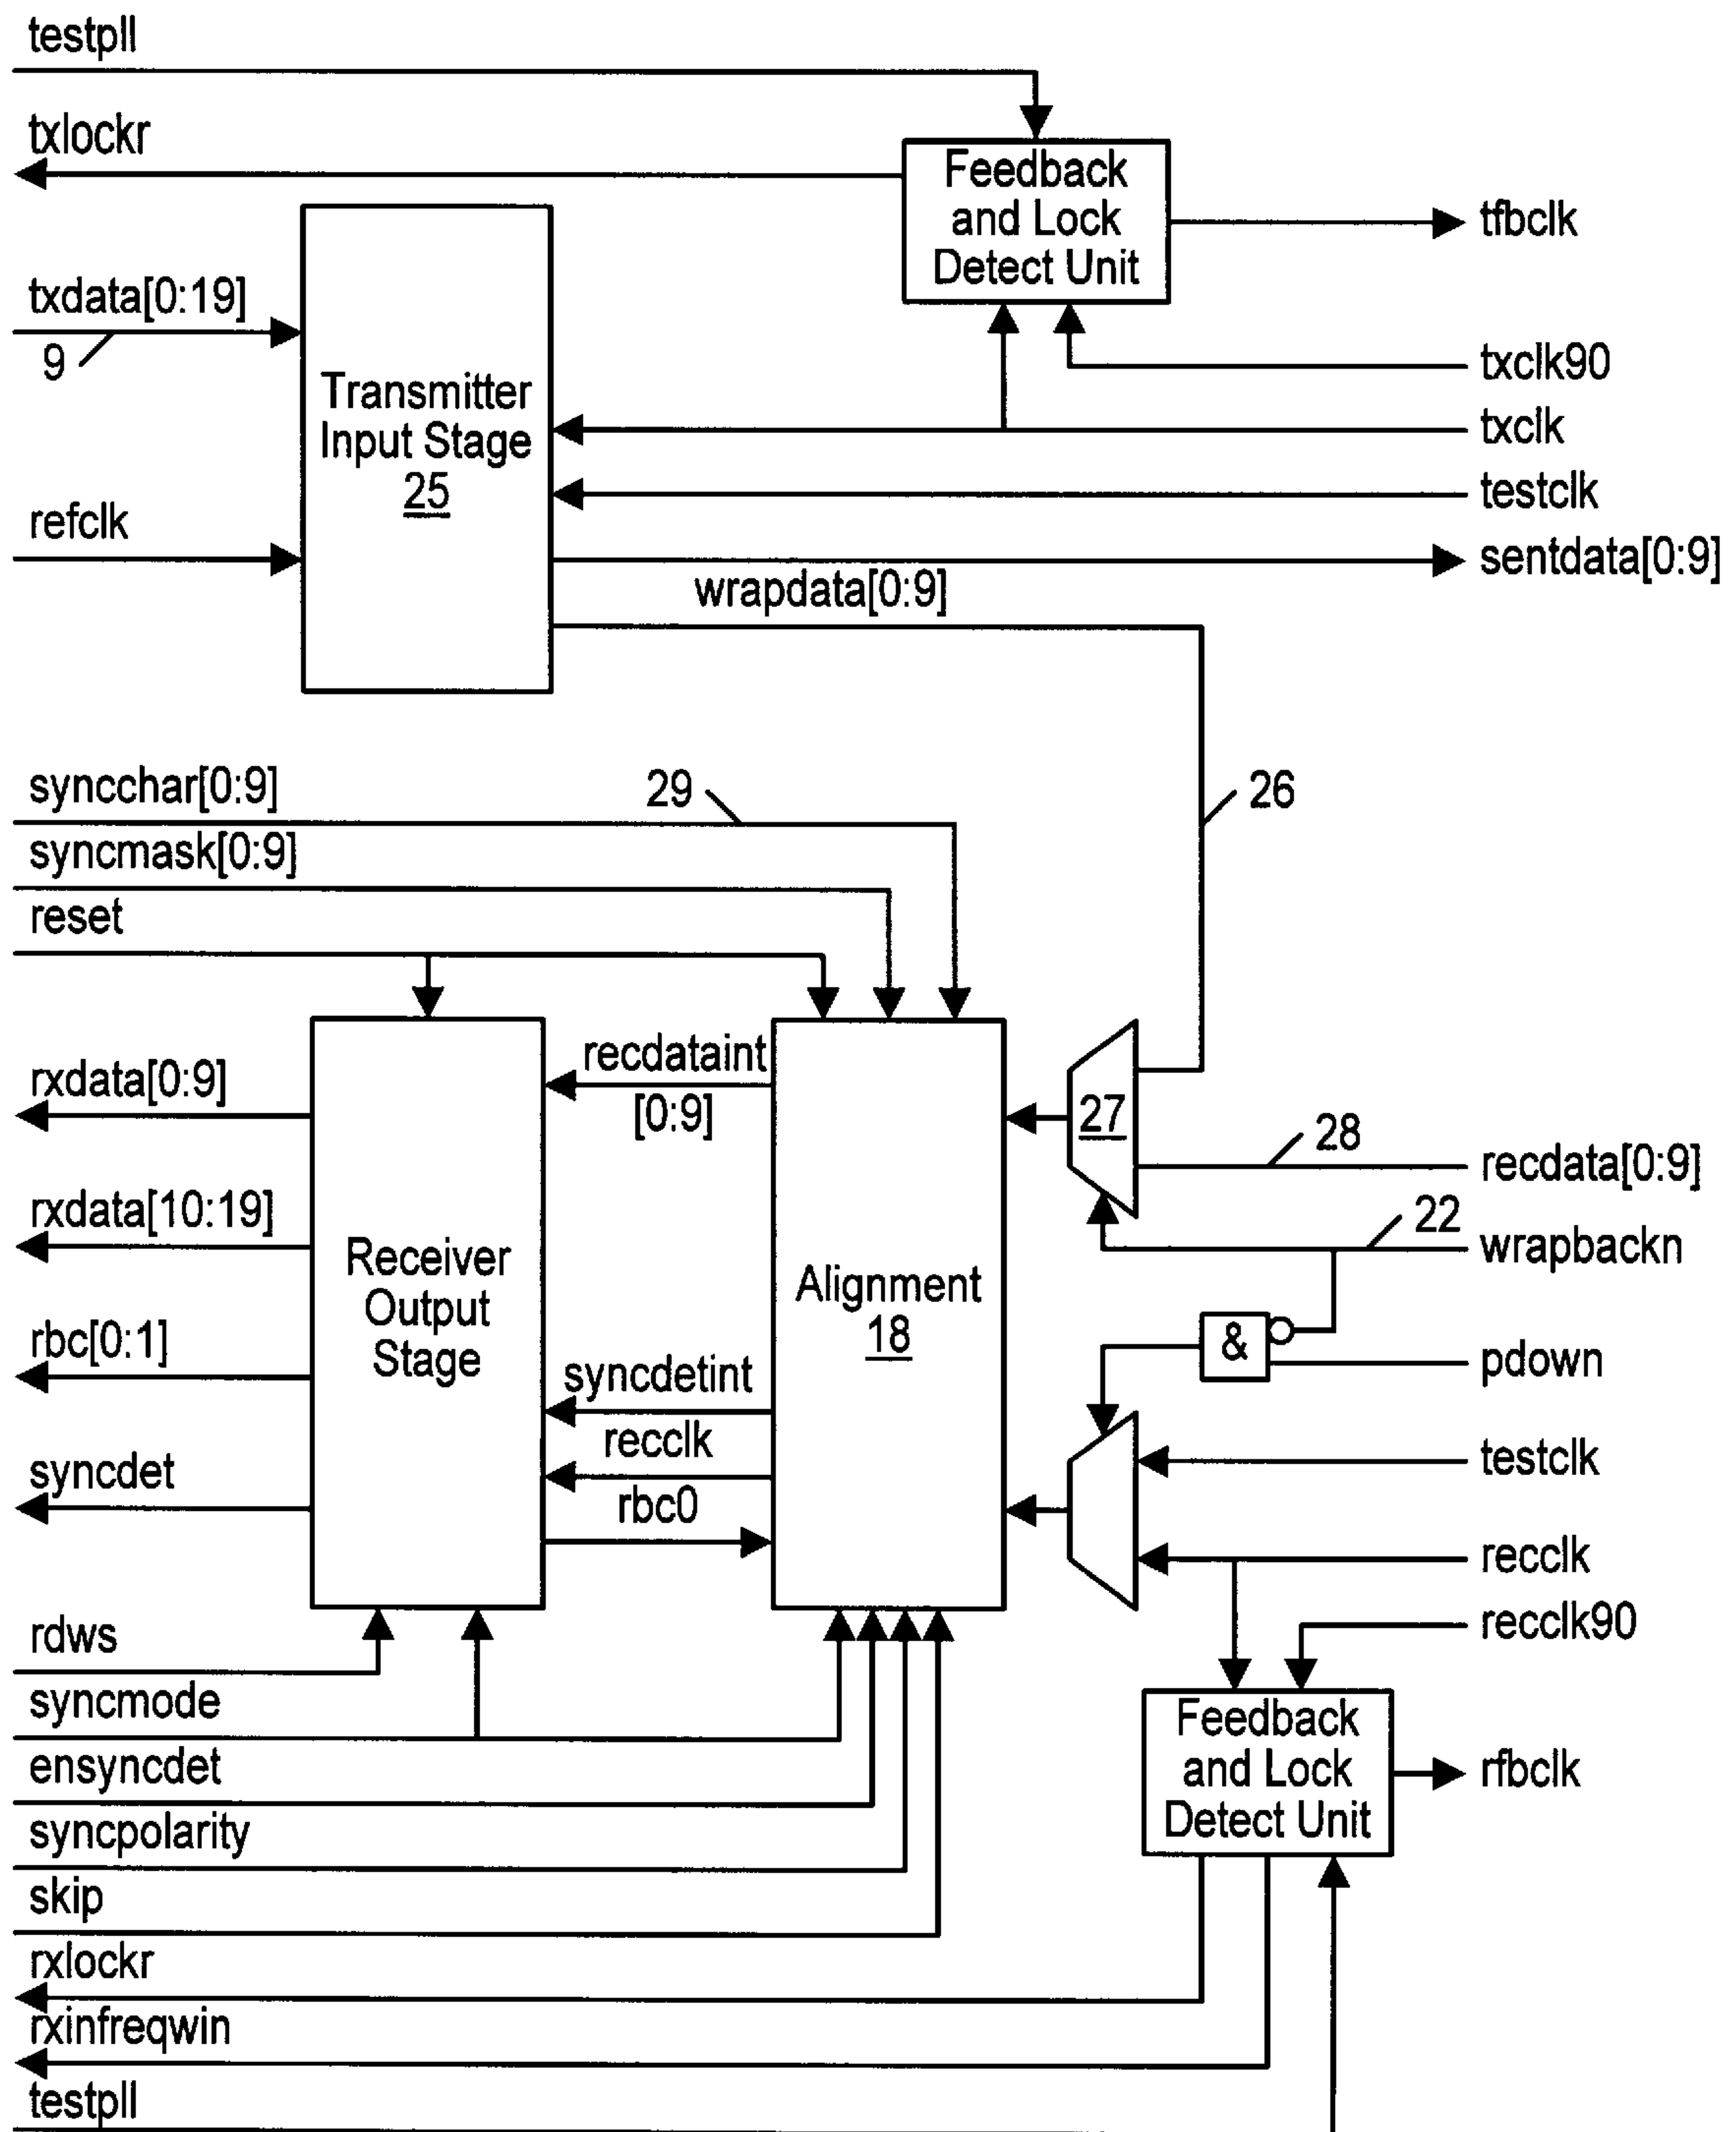 testpll
txlockr
Feedback
and Lock
Detect Unit
tfbclk
txdata[0:19]
9
txclk90
Transmitter
Input Stage
25
txclk
testclk
refclk
sentdata[0:9]
wrapdata[0:9]
syncchar[0:9]
29
26
syncmask[0:9]
reset
recdataint
[0:9]
rxdata[0:9]
27
28
recdata[0:9]
rxdata[10:19]
22
wrapbackn
Receiver
Output
Stage
Alignment
18
rbc[0:1]
&
pdown
syncdetint
recclk
testclk
syncdet
rbc0
recclk
rdws
recclk90
syncmode
Feedback
and Lock
Detect Unit
ensyncdet
rfbclk
syncpolarity
skip
rxlockr
rxinfreqwin
testpll